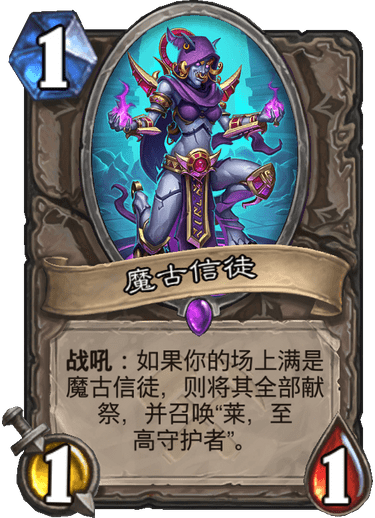 1
魔古信徒
战吼：如果你的场上满是
魔古信徒，则将其全部献
祭，并召唤“莱，至
高守护者”。
1
1